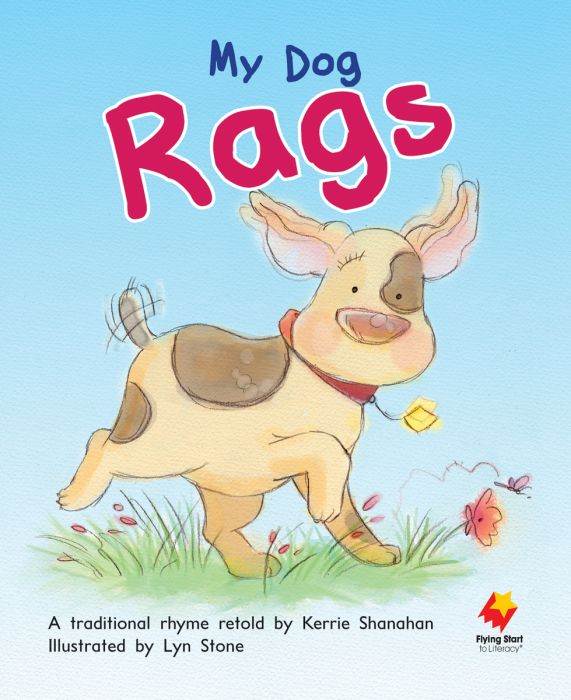 My Dog
Rags
A traditional rhyme retold by Kerrie Shanahan
Illustrated by Lyn Stone
Flying Start
to Literacy®